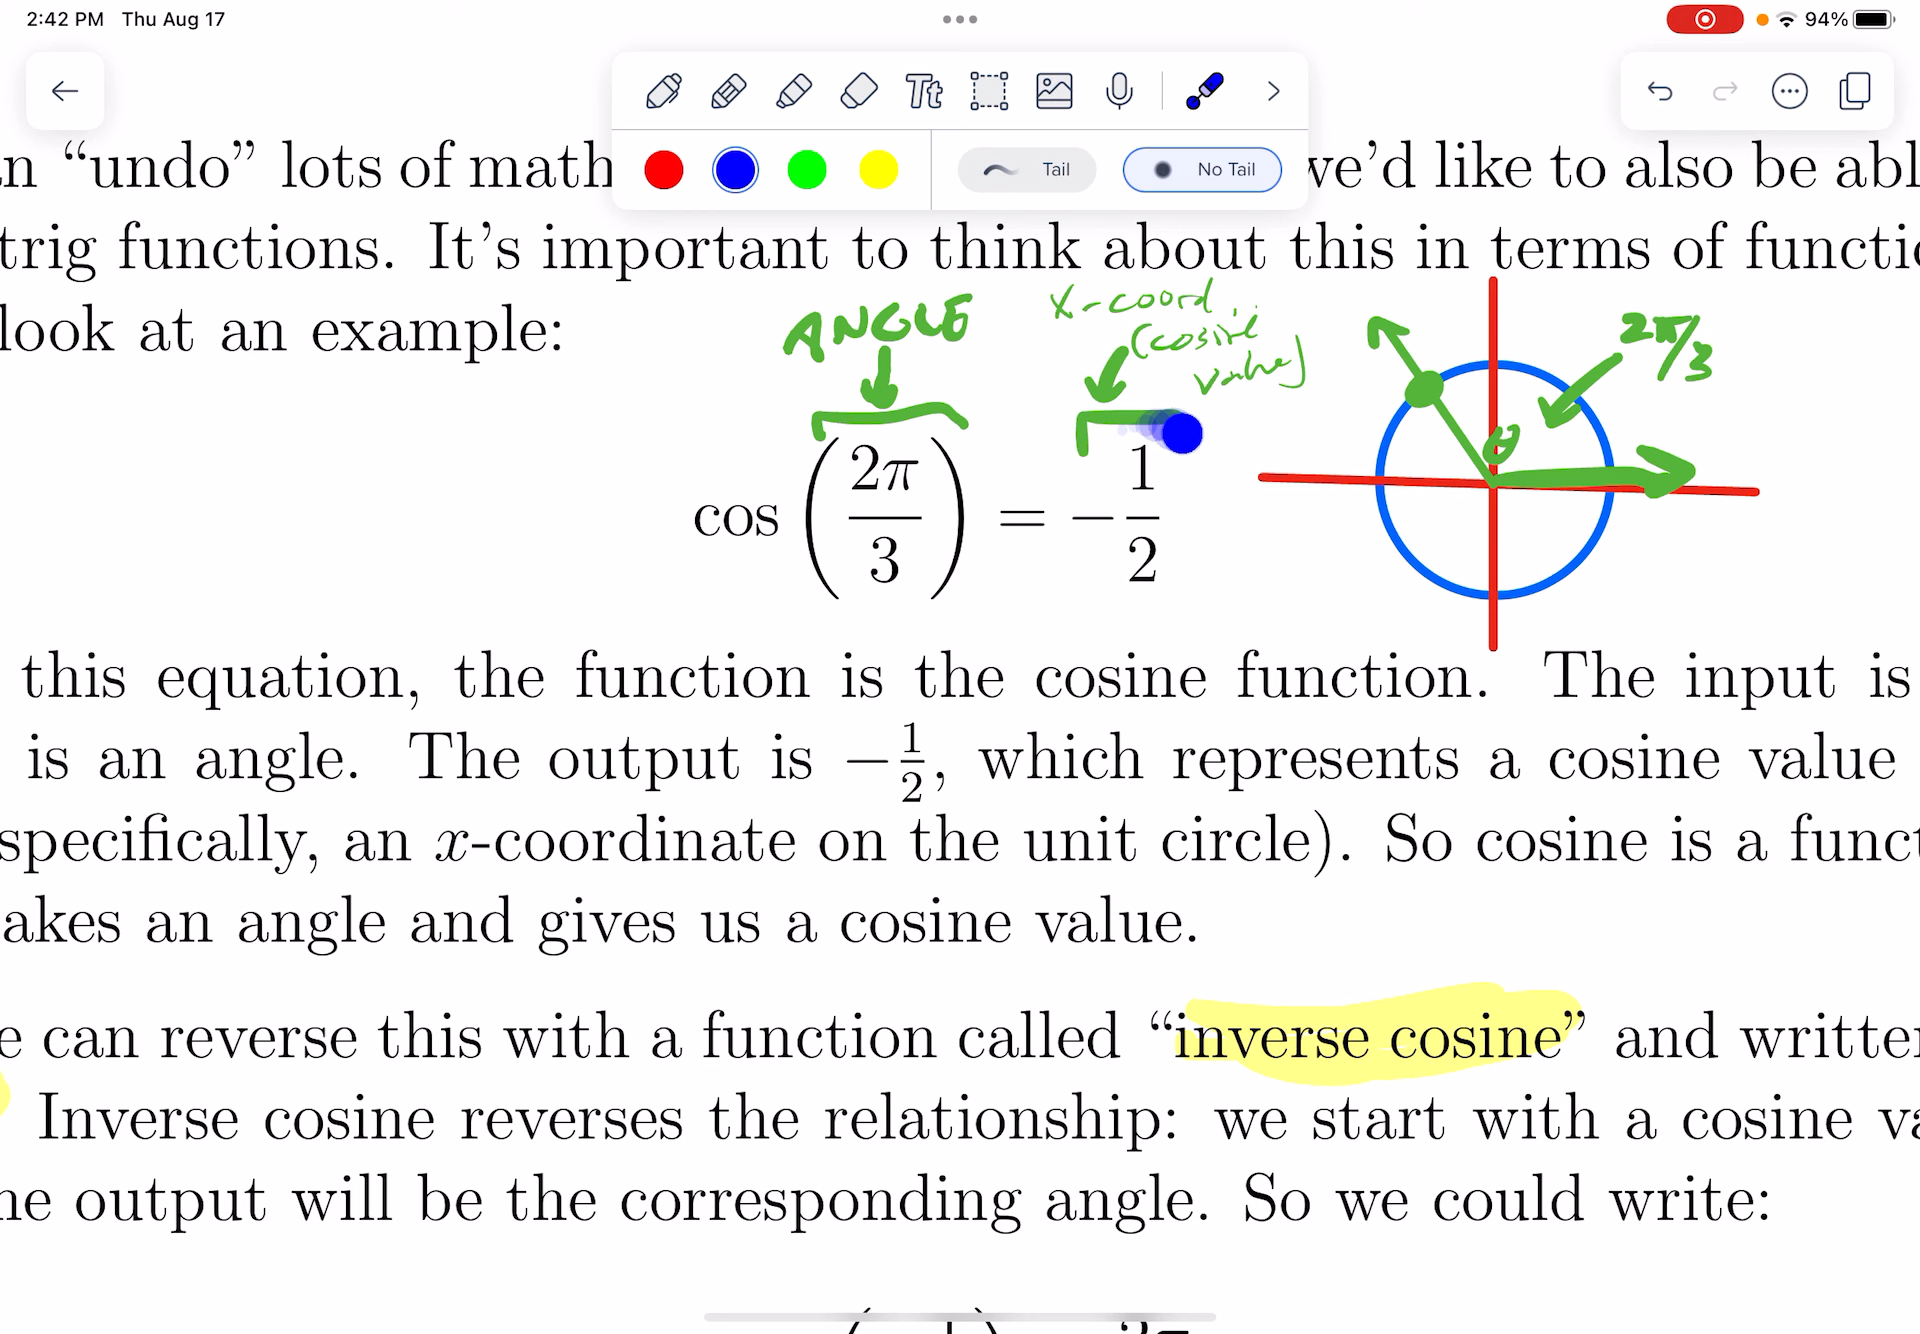 2:42 PM Thu Aug 17
94%
Tt
Tail
No Tail
n “undo” lots of math we’d like to also be abl
trig functions. It’s important to think about this in terms of functi
look at an example:
ANGLE
x-coord
(cosine
value)
2π/3
θ
cos (2π/3) = −1/2
this equation, the function is the cosine function. The input is
is an angle. The output is −1/2, which represents a cosine value
specifically, an x-coordinate on the unit circle). So cosine is a funct
akes an angle and gives us a cosine value.
e can reverse this with a function called “inverse cosine” and writte
Inverse cosine reverses the relationship: we start with a cosine va
he output will be the corresponding angle. So we could write: